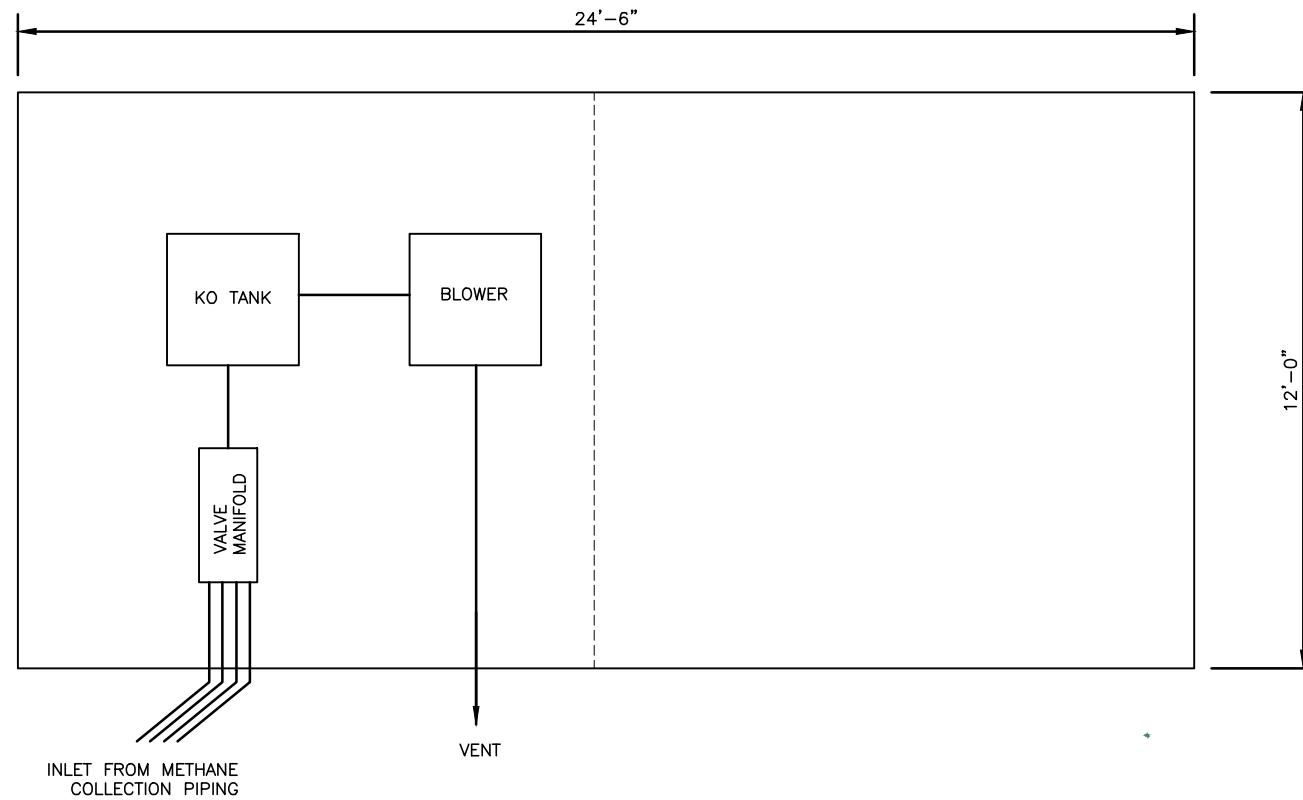 24'-6"
KO TANK
BLOWER
12'-0"
VALVE
MANIFOLD
VENT
INLET FROM METHANE
COLLECTION PIPING